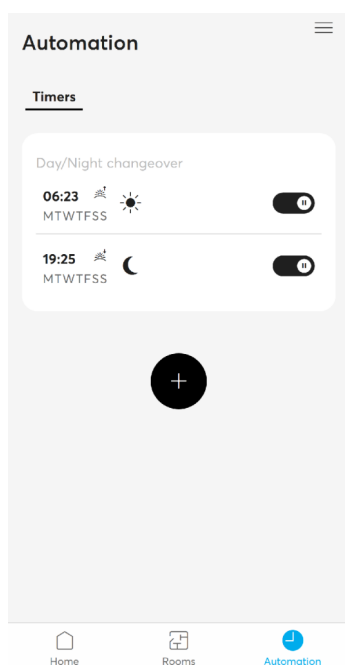 Automation
Timers
Day/Night changeover
06:23
MTWTFSS
19:25
MTWTFSS
Home
Rooms
Automation